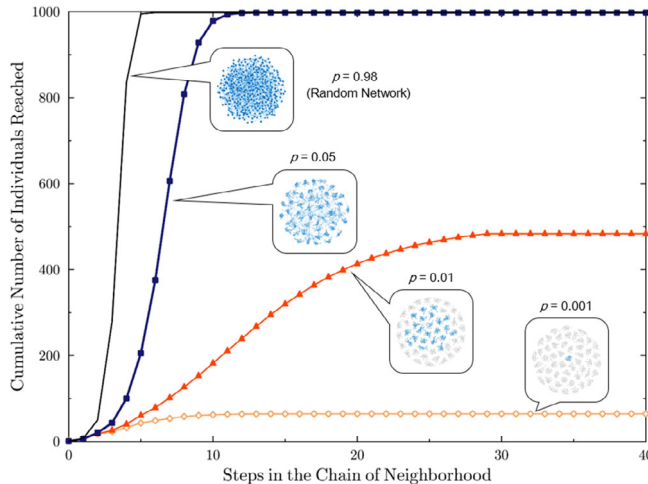 1000
800
600
400
200
0
Cumulative Number of Individuals Reached
p = 0.98
(Random Network)
p = 0.05
p = 0.01
p = 0.001
0
10
20
30
40
Steps in the Chain of Neighborhood